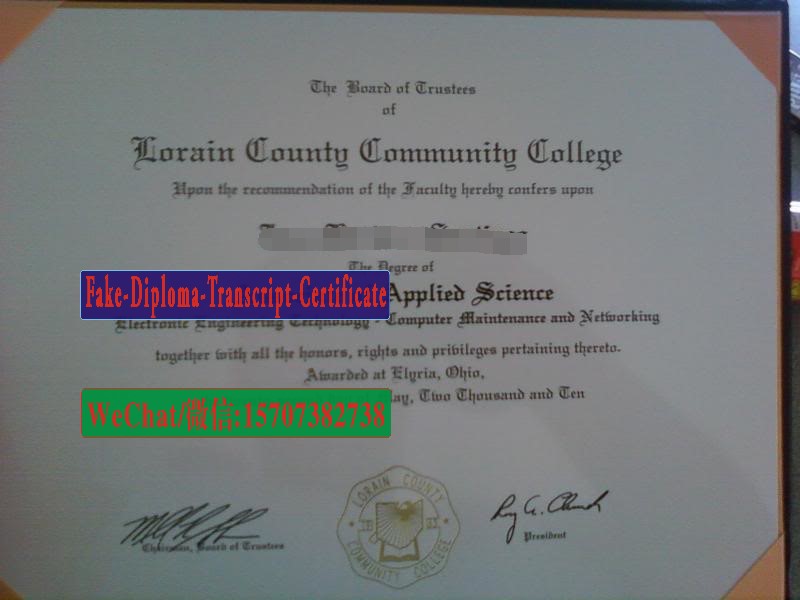 The Board of Trustees
of
Lorain County Community College
Upon the recommendation of the Faculty hereby confers upon
The Degree of
Fake-Diploma-Transcript-Certificate
Applied Science
Electronic Engineering Technology - Computer Maintenance and Networking
together with all the honors, rights and privileges pertaining thereto.
Awarded at Elyria, Ohio,
May, Two Thousand and Ten
WeChat/微信:15707382738
LORAIN COUNTY
COMMUNITY COLLEGE
Chairman, Board of Trustees
President